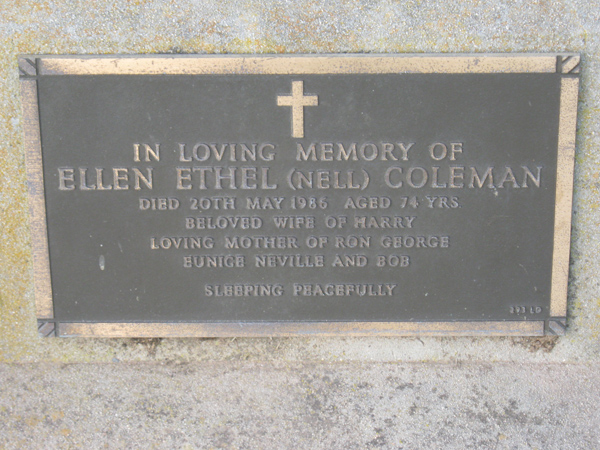 IN LOVING MEMORY OF
ELLEN ETHEL (NELL) COLEMAN
DIED 20TH MAY 1986 AGED 74 YRS
BELOVED WIFE OF HARRY
LOVING MOTHER OF RON GEORGE
EUNICE NEVILLE AND BOB
SLEEPING PEACEFULLY